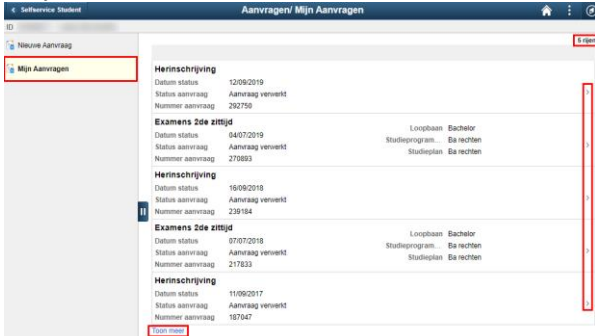 Selfservice Student
Aanvragen/ Mijn Aanvragen
ID
Nieuwe Aanvraag
5 rijen
Mijn Aanvragen
Herinschrijving
Datum status 12/09/2019
Status aanvraag Aanvraag verwerkt
Nummer aanvraag 292750
Examens 2de zittijd
Datum status 04/07/2019
Status aanvraag Aanvraag verwerkt
Nummer aanvraag 270893
Loopbaan Bachelor
Studieprogram... Ba rechten
Studieplan Ba rechten
Herinschrijving
Datum status 16/09/2018
Status aanvraag Aanvraag verwerkt
Nummer aanvraag 239184
Examens 2de zittijd
Datum status 07/07/2018
Status aanvraag Aanvraag verwerkt
Nummer aanvraag 217833
Loopbaan Bachelor
Studieprogram... Ba rechten
Studieplan Ba rechten
Herinschrijving
Datum status 11/09/2017
Status aanvraag Aanvraag verwerkt
Nummer aanvraag 187047
Toon meer